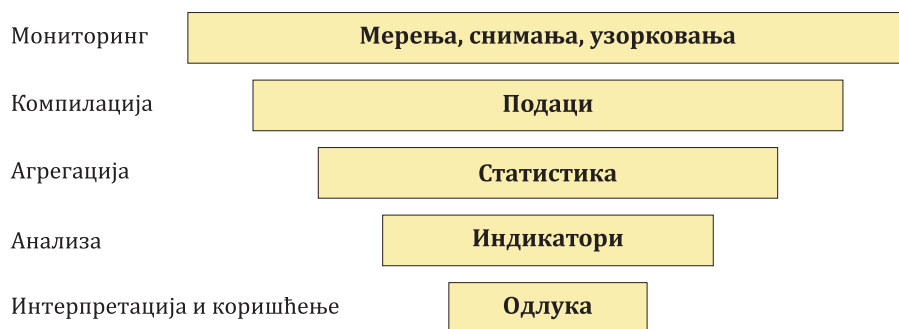 Мониторинг
Мерења, снимања, узорковања
Компилација
Подаци
Агрегација
Статистика
Анализа
Индикатори
Интерпретација и коришћење
Одлука